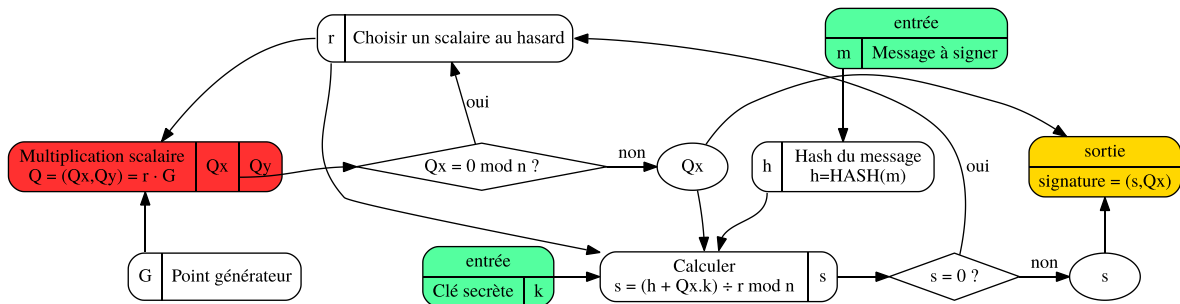 r Choisir un scalaire au hasard
entrée
m Message à signer
oui
Multiplication scalaire
Q = (Qx,Qy) = r · G
Qx
Qy
Qx = 0 mod n ?
non
Qx
h
Hash du message
h=HASH(m)
oui
sortie
signature = (s,Qx)
G Point générateur
entrée
Clé secrète k
Calculer
s = (h + Qx.k) ÷ r mod n
s
s = 0 ?
non
s